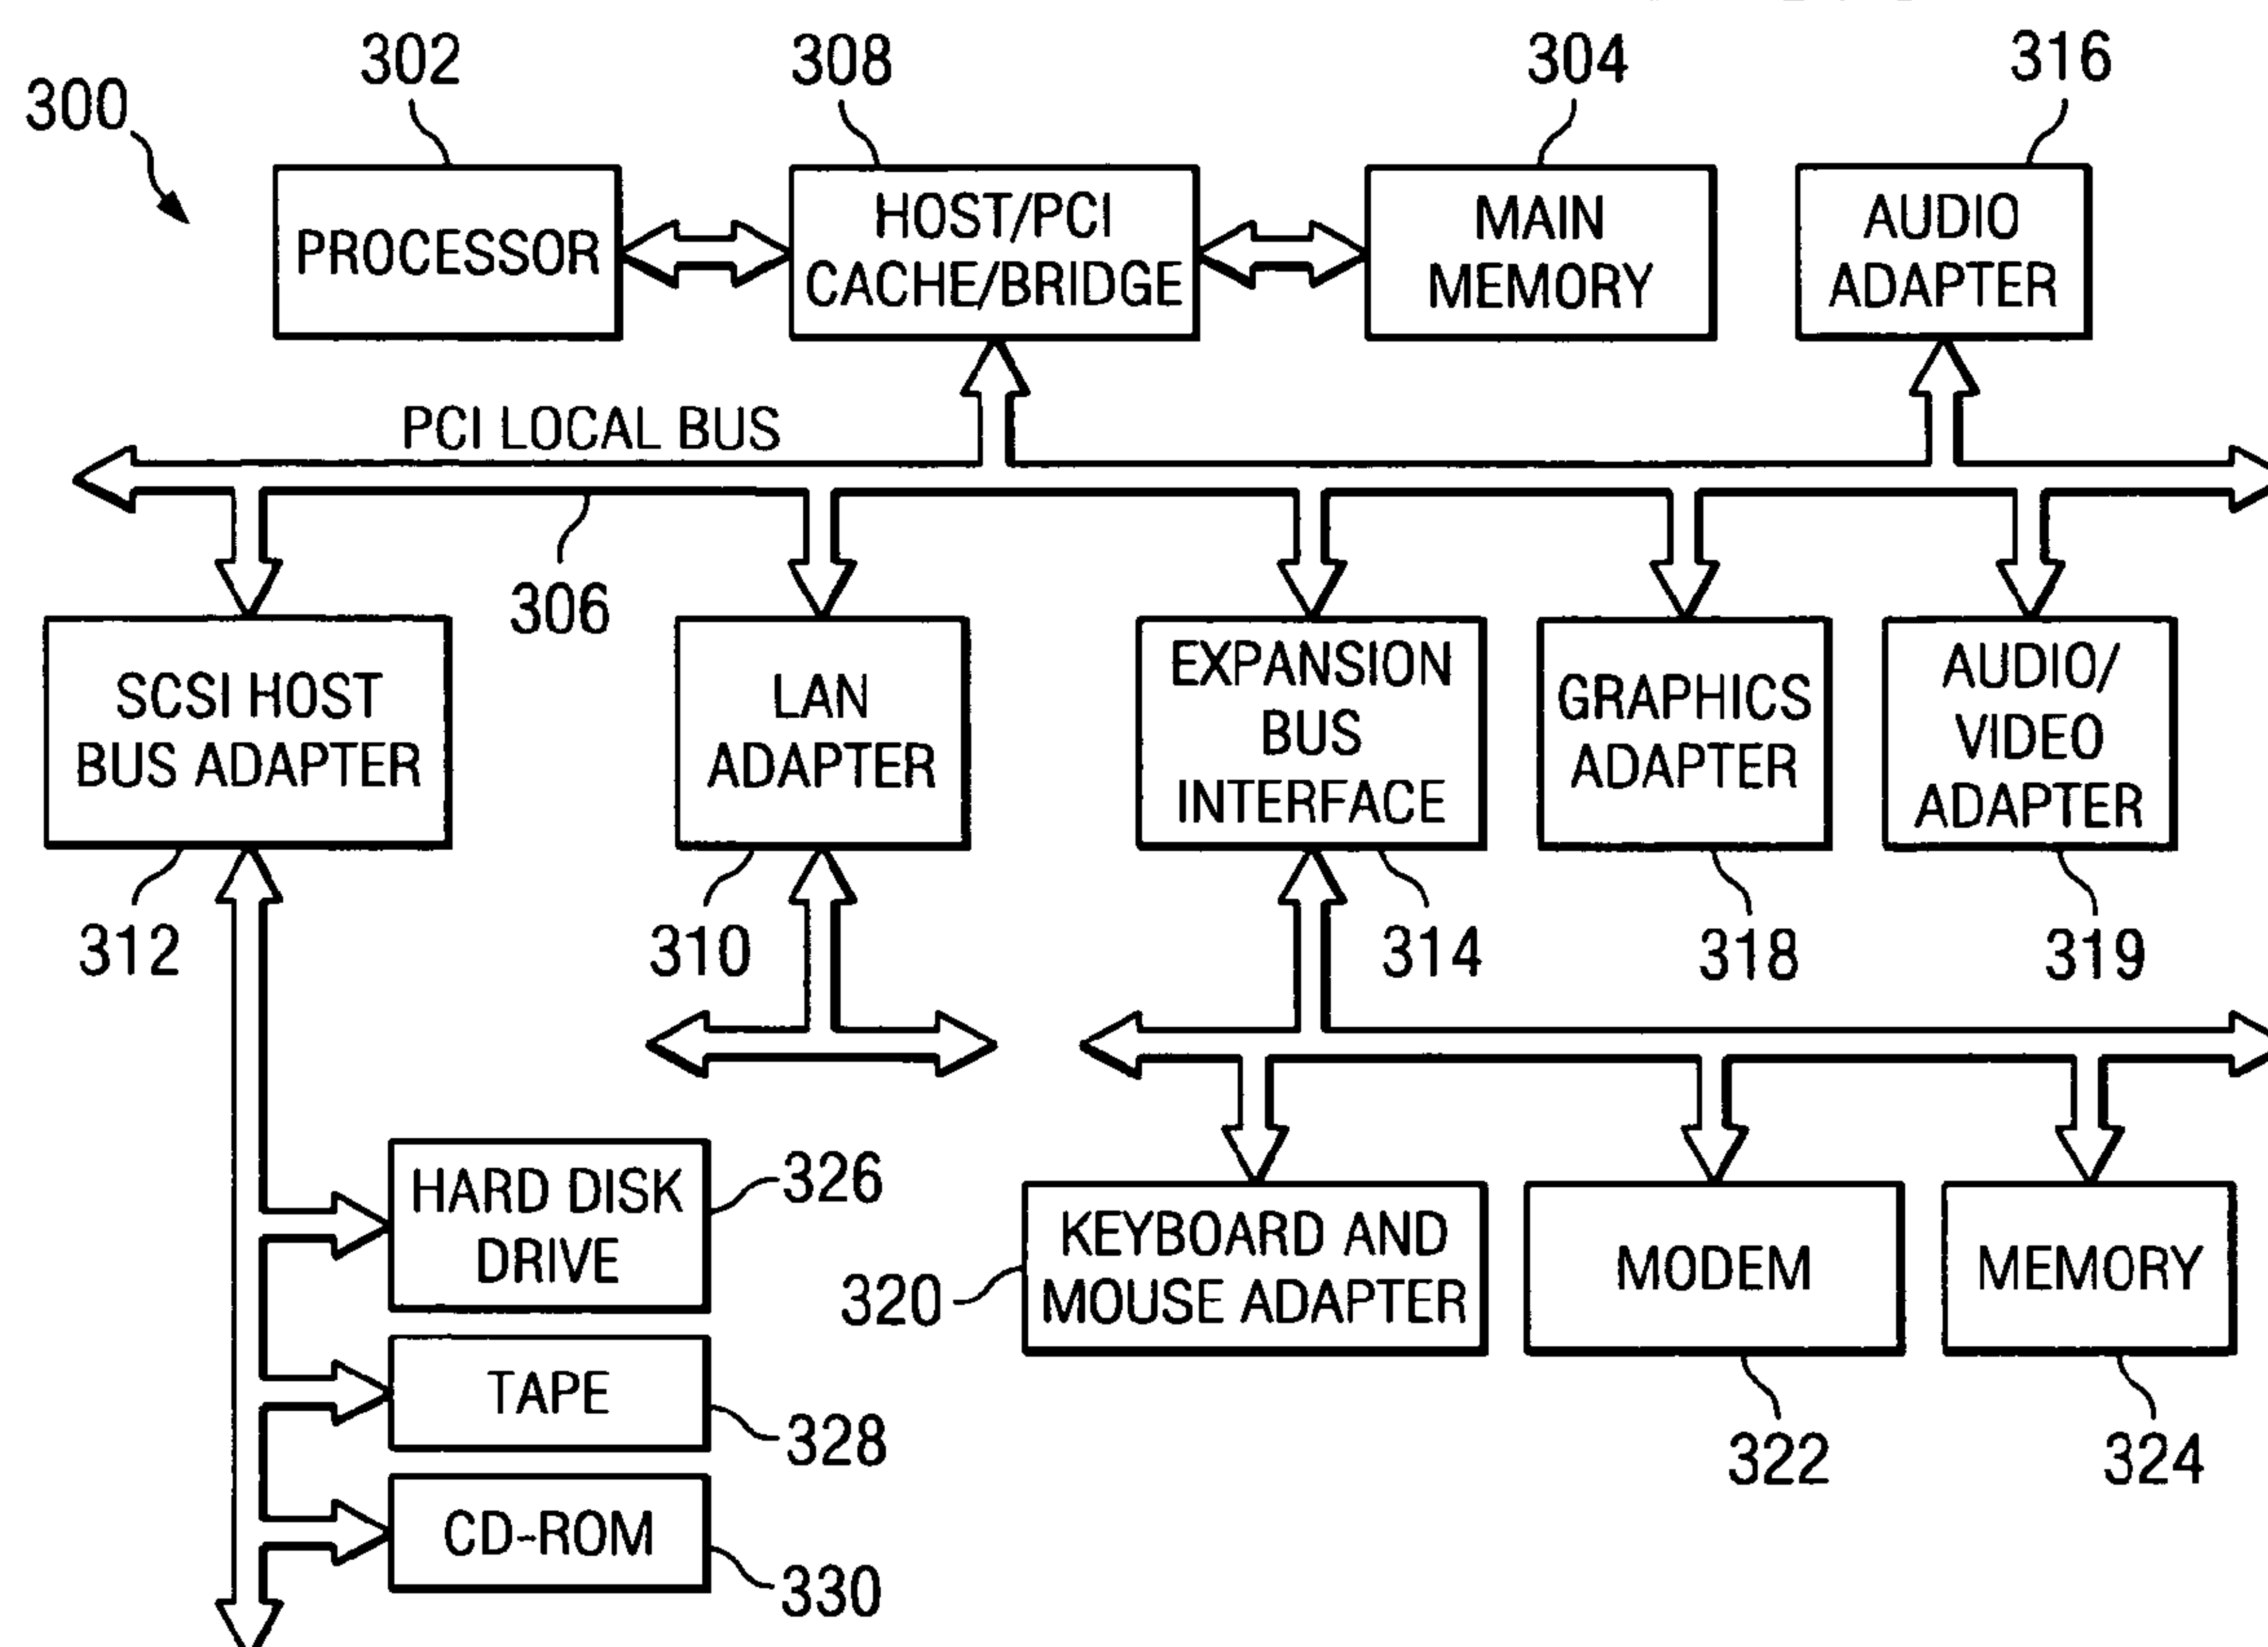 300
302
308
304
316
PROCESSOR
HOST/PCI
CACHE/BRIDGE
MAIN
MEMORY
AUDIO
ADAPTER
PCI LOCAL BUS
306
SCSI HOST
BUS ADAPTER
LAN
ADAPTER
EXPANSION
BUS
INTERFACE
GRAPHICS
ADAPTER
AUDIO/
VIDEO
ADAPTER
312
310
314
318
319
HARD DISK
DRIVE
326
TAPE
328
CD-ROM
330
320
KEYBOARD AND
MOUSE ADAPTER
MODEM
MEMORY
322
324